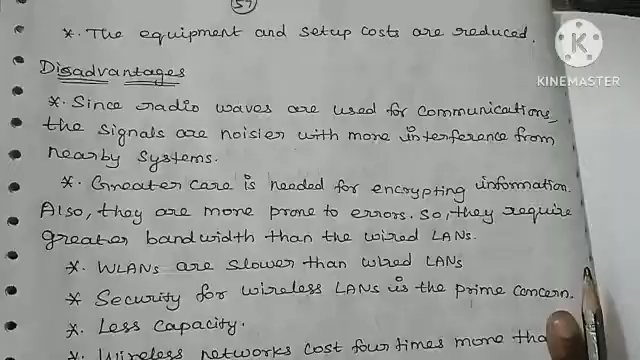 57
*. The equipment and setup costs are reduced.
KINEMASTER
Disadvantages
*. Since radio waves are used for communications,
the signals are noisier with more interference from
nearby systems.
*. Greater care is needed for encrypting information.
Also, they are more prone to errors. So, they require
greater bandwidth than the wired LANs.
*. WLANs are slower than wired LANs
* Security for wireless LANs is the prime concern.
*. Less capacity.
*. Wireless networks cost four times more tha